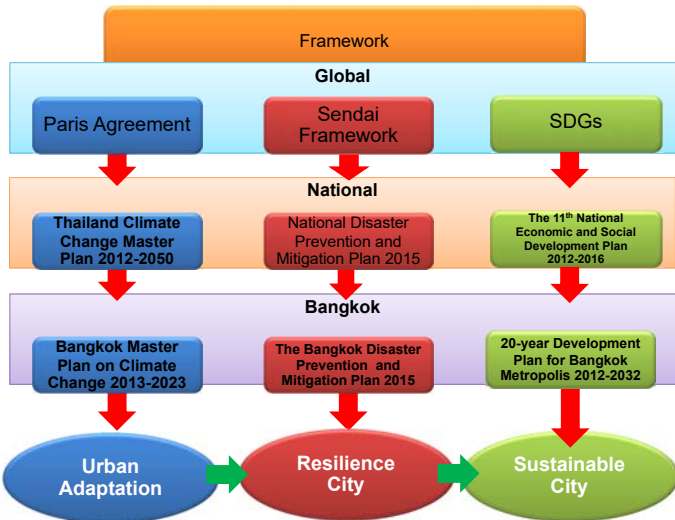 Framework
Global
Paris Agreement
Sendai
Framework
SDGs
National
Thailand Climate
Change Master
Plan 2012-2050
National Disaster
Prevention and
Mitigation Plan 2015
The 11th National
Economic and Social
Development Plan
2012-2016
Bangkok
Bangkok Master
Plan on Climate
Change 2013-2023
The Bangkok Disaster
Prevention and
Mitigation Plan 2015
20-year Development
Plan for Bangkok
Metropolis 2012-2032
Urban
Adaptation
Resilience
City
Sustainable
City